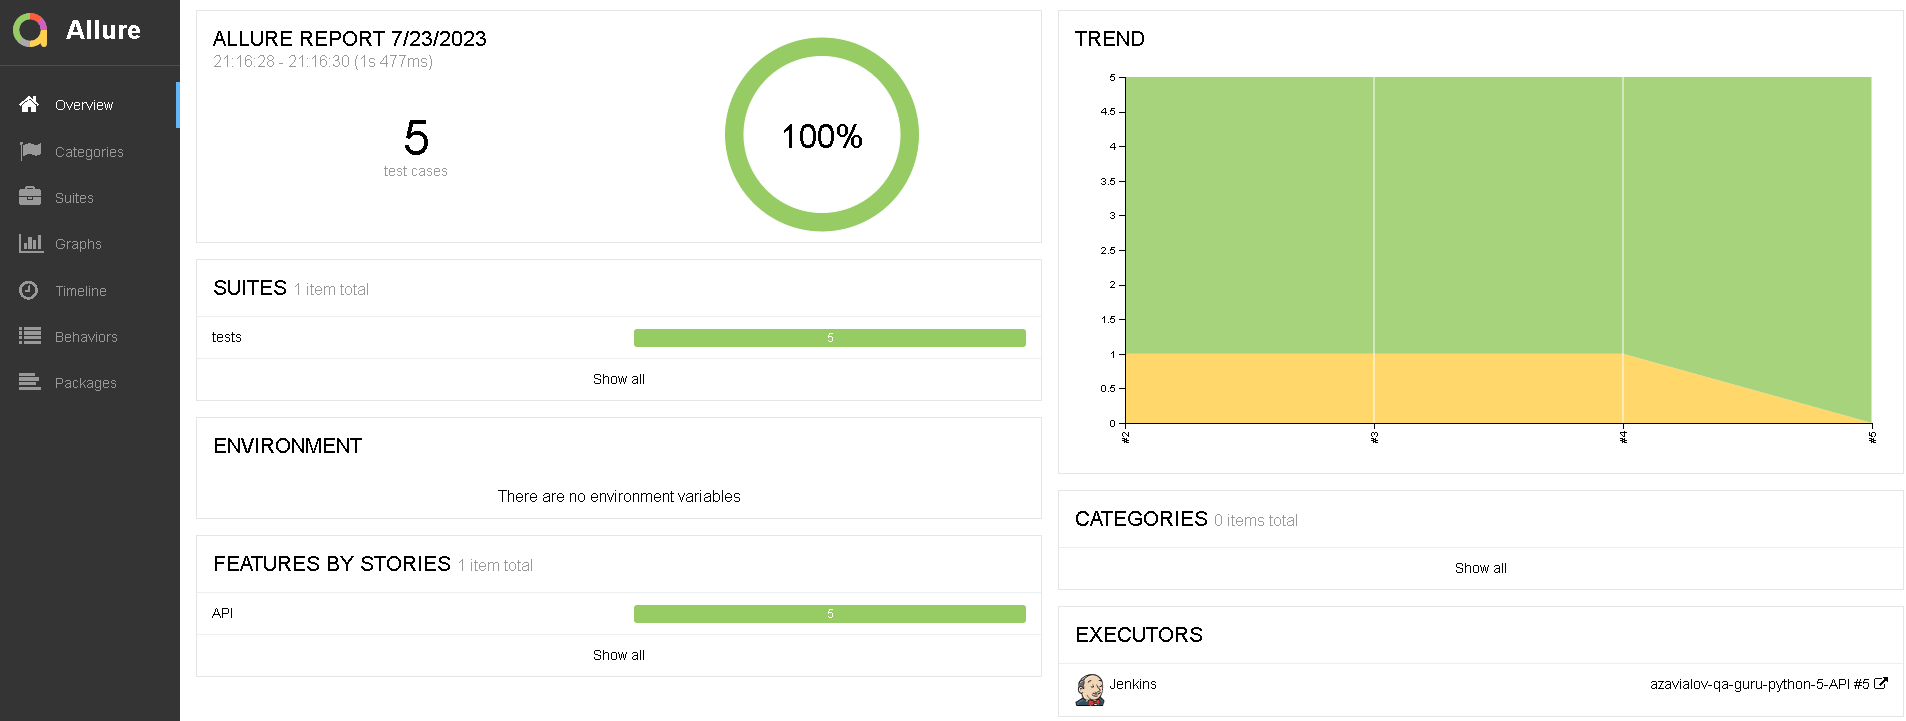 Allure
Overview
Categories
Suites
Graphs
Timeline
Behaviors
Packages
ALLURE REPORT 7/23/2023
21:16:28 - 21:16:30 (1s 477ms)
5
test cases
100%
SUITES 1 item total
tests 5
Show all
ENVIRONMENT
There are no environment variables
FEATURES BY STORIES 1 item total
API 5
Show all
TREND
5
4.5
4
3.5
3
2.5
2
1.5
1
0.5
0
#2 #3 #4 #5
CATEGORIES 0 items total
Show all
EXECUTORS
Jenkins azavialov-qa-guru-python-5-API #5